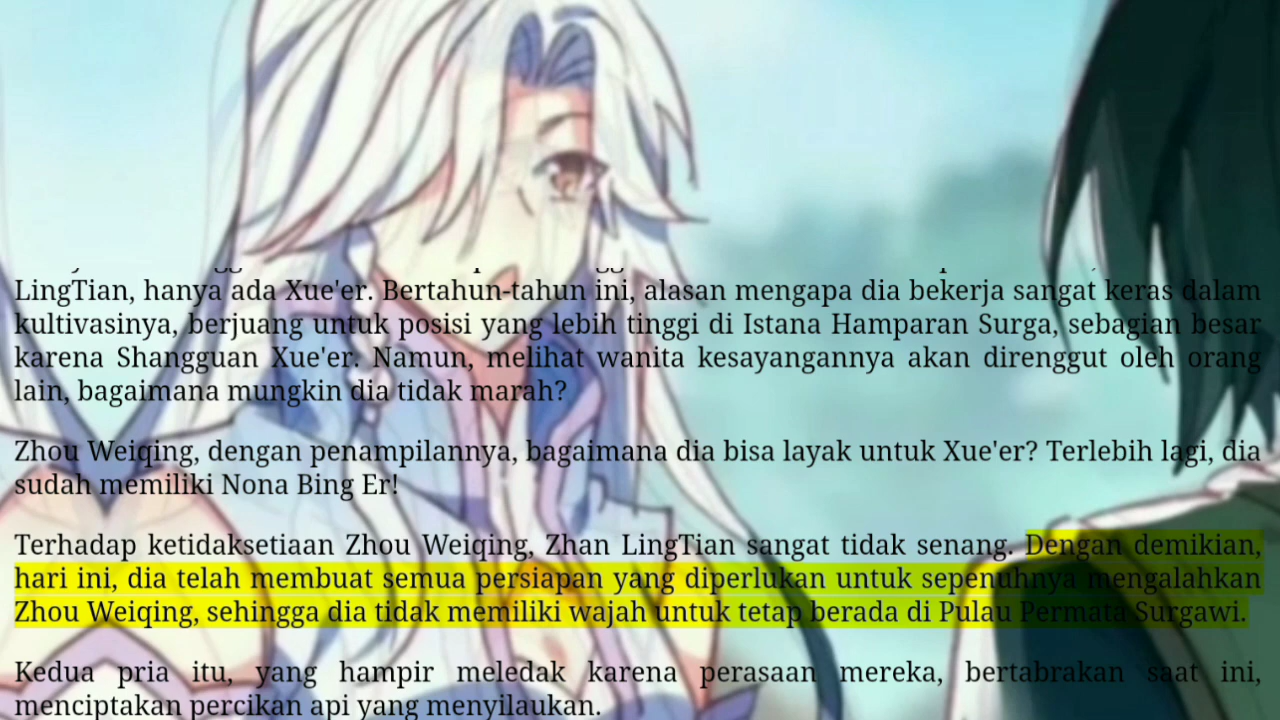 LingTian, hanya ada Xue'er. Bertahun-tahun ini, alasan mengapa dia bekerja sangat keras dalam
kultivasinya, berjuang untuk posisi yang lebih tinggi di Istana Hamparan Surga, sebagian besar
karena Shangguan Xue'er. Namun, melihat wanita kesayangannya akan direnggut oleh orang
lain, bagaimana mungkin dia tidak marah?
Zhou Weiqing, dengan penampilannya, bagaimana dia bisa layak untuk Xue'er? Terlebih lagi, dia
sudah memiliki Nona Bing Er!
Terhadap ketidaksetiaan Zhou Weiqing, Zhan LingTian sangat tidak senang. Dengan demikian,
hari ini, dia telah membuat semua persiapan yang diperlukan untuk sepenuhnya mengalahkan
Zhou Weiqing, sehingga dia tidak memiliki wajah untuk tetap berada di Pulau Permata Surgawi.
Kedua pria itu, yang hampir meledak karena perasaan mereka, bertabrakan saat ini,
menciptakan percikan api yang menyilaukan.